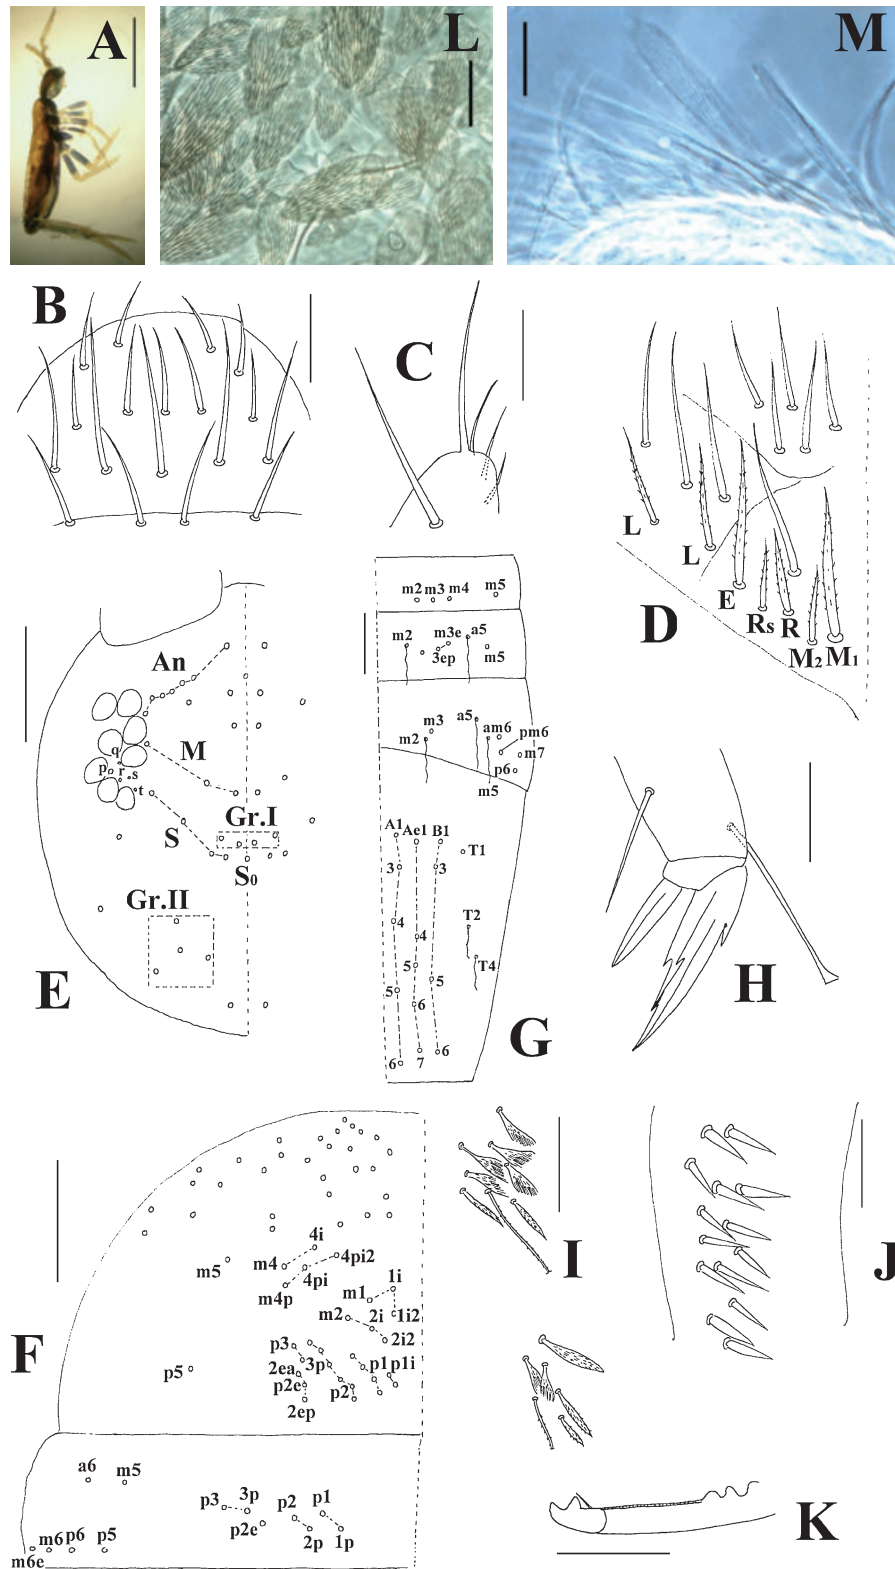 A
L
M
B
C
D
L
L
E
Rs R
M2 M1
E
An
M
q
p r s
t
S
Gr.I
S0
Gr.II
G
m2 m3 m4 m5
m2 m3e a5
3ep m5
m3 a5 am6 pm6
m2 m7
p6
m5
A1 Ae1 B1
T1
3 3
T2
4 4
T4
5 5
5
6
6 7 6
H
F
4i
m5 m4 4pi2
4pi
m4p m1 1i
m2 2i 1i2
2i2
p3
3p
p5 2ea p1 p1i
p2e p2
2ep
a6 m5
p3 3p p2 p1
p2e 2p 1p
m6 p6 p5
m6e
I
J
K